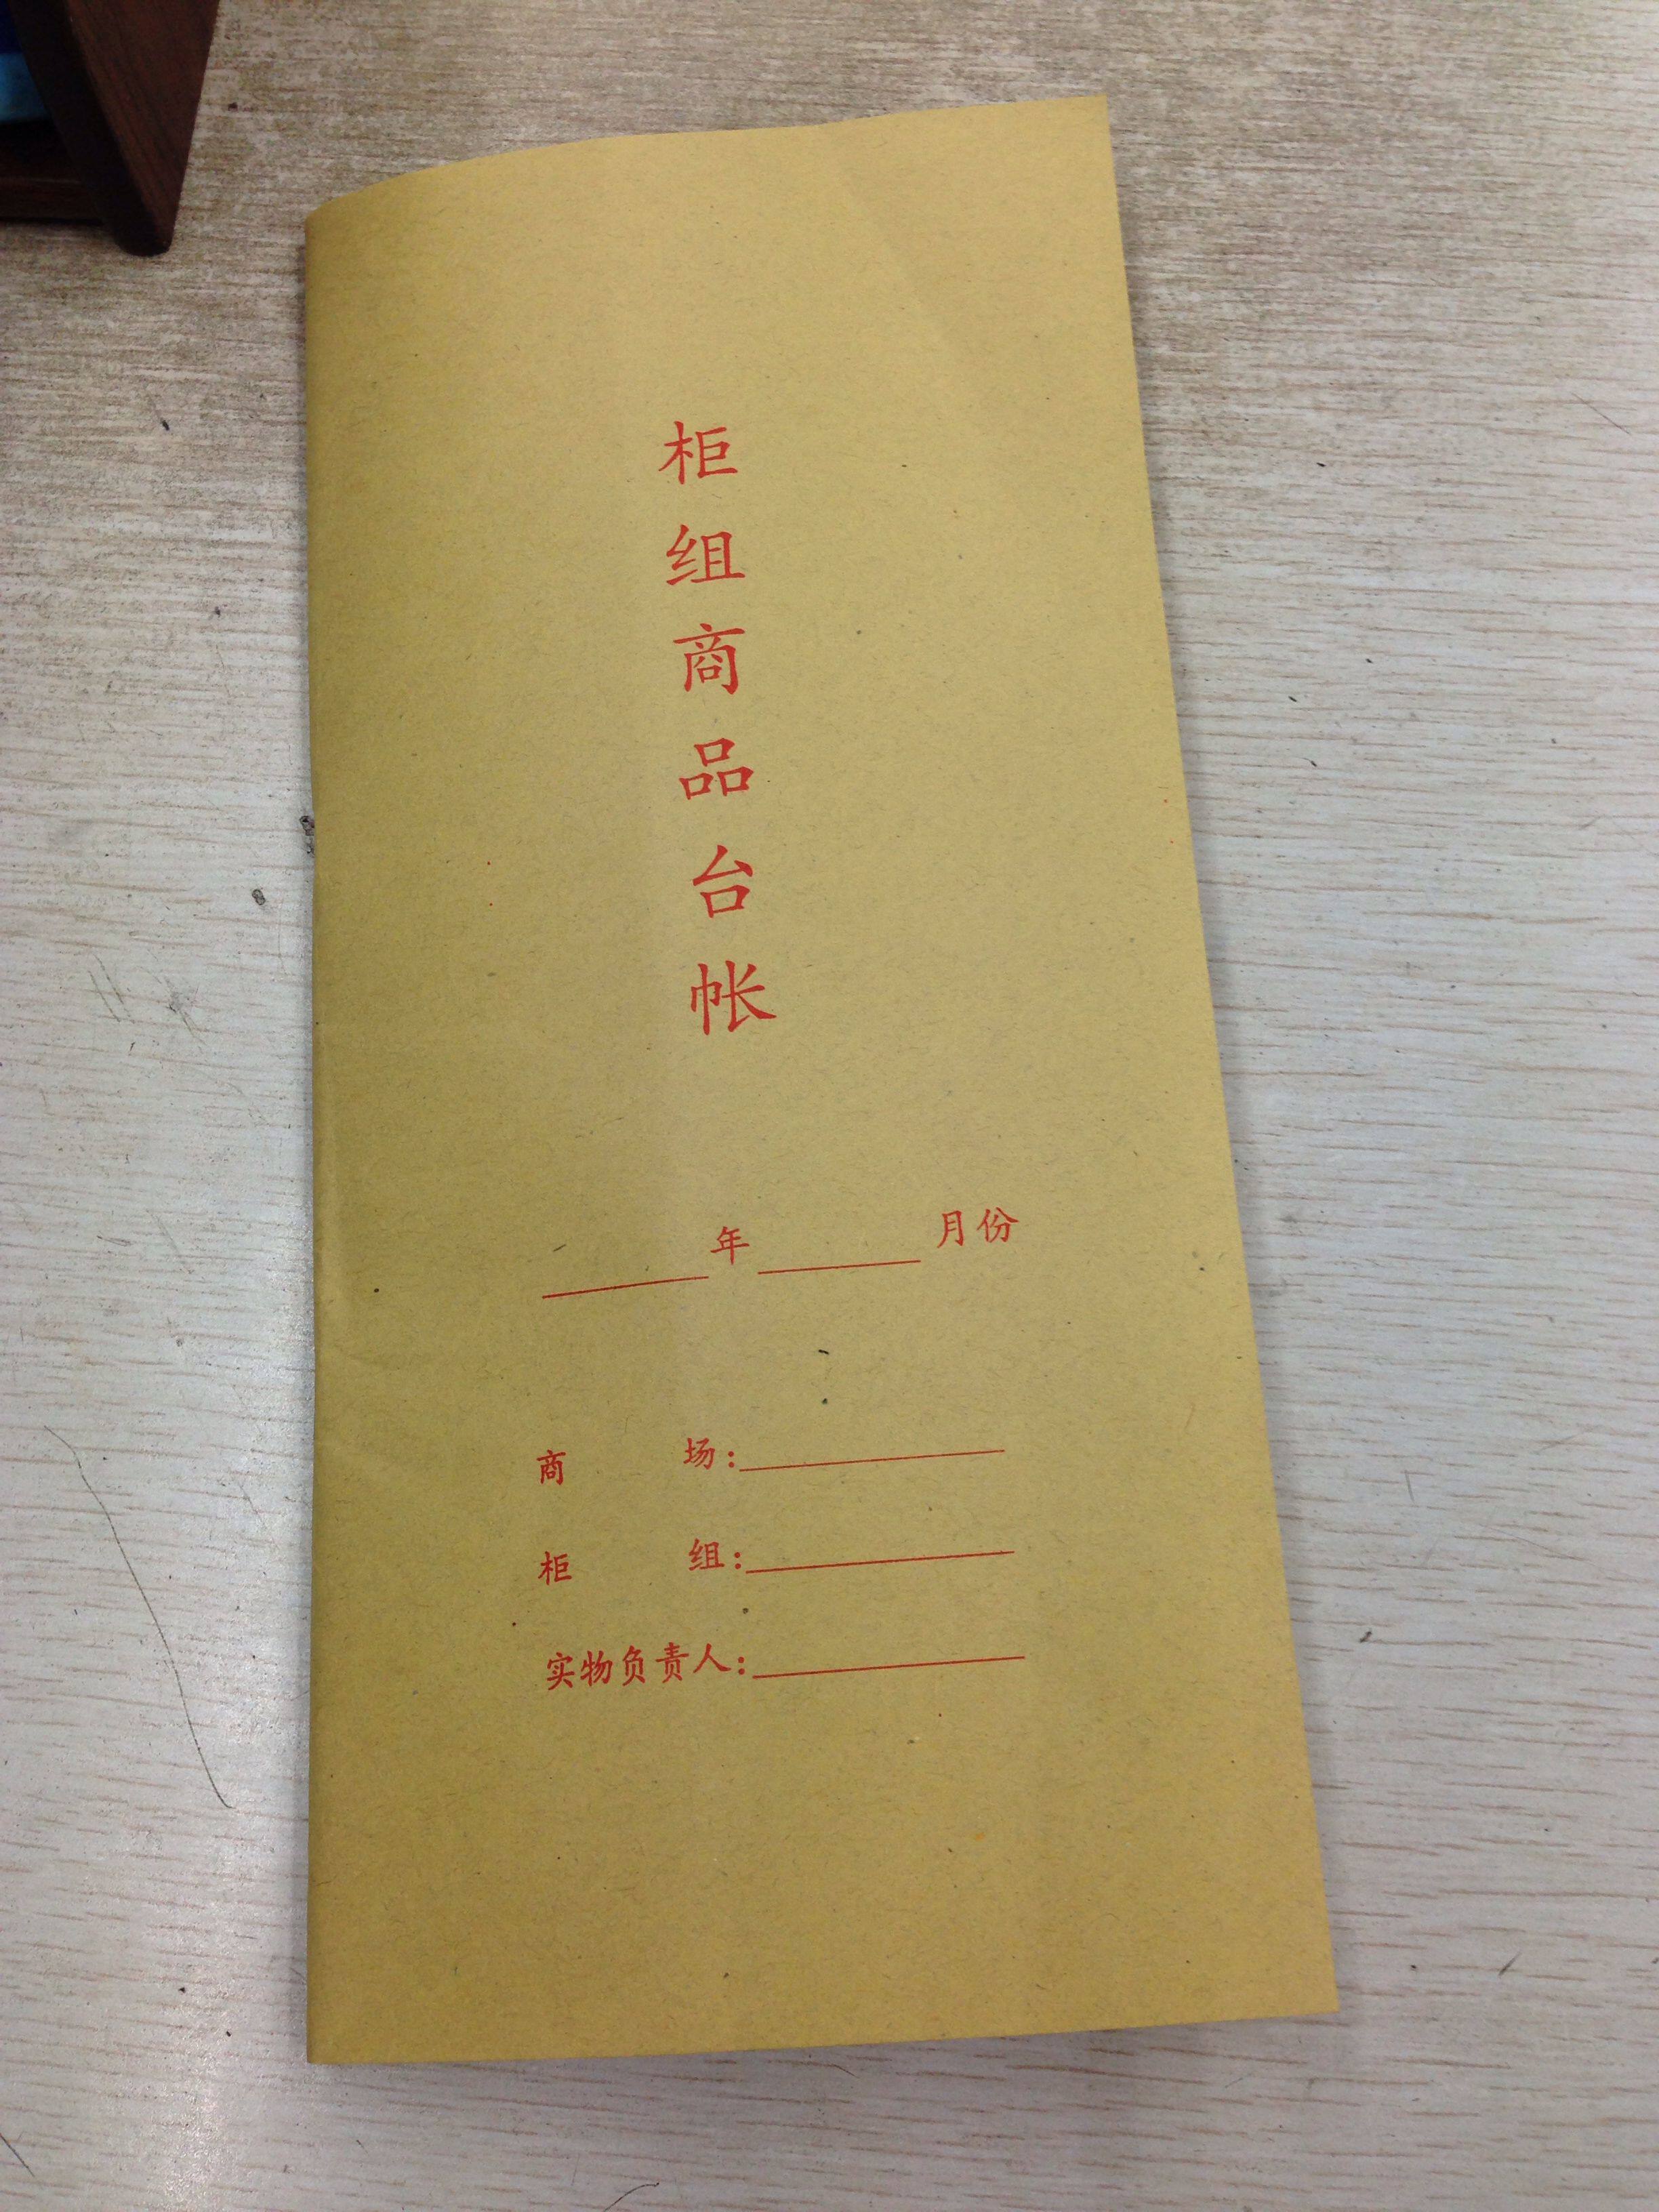 柜组商品台帐
年 月份
商 场:
柜 组:
实物负责人: